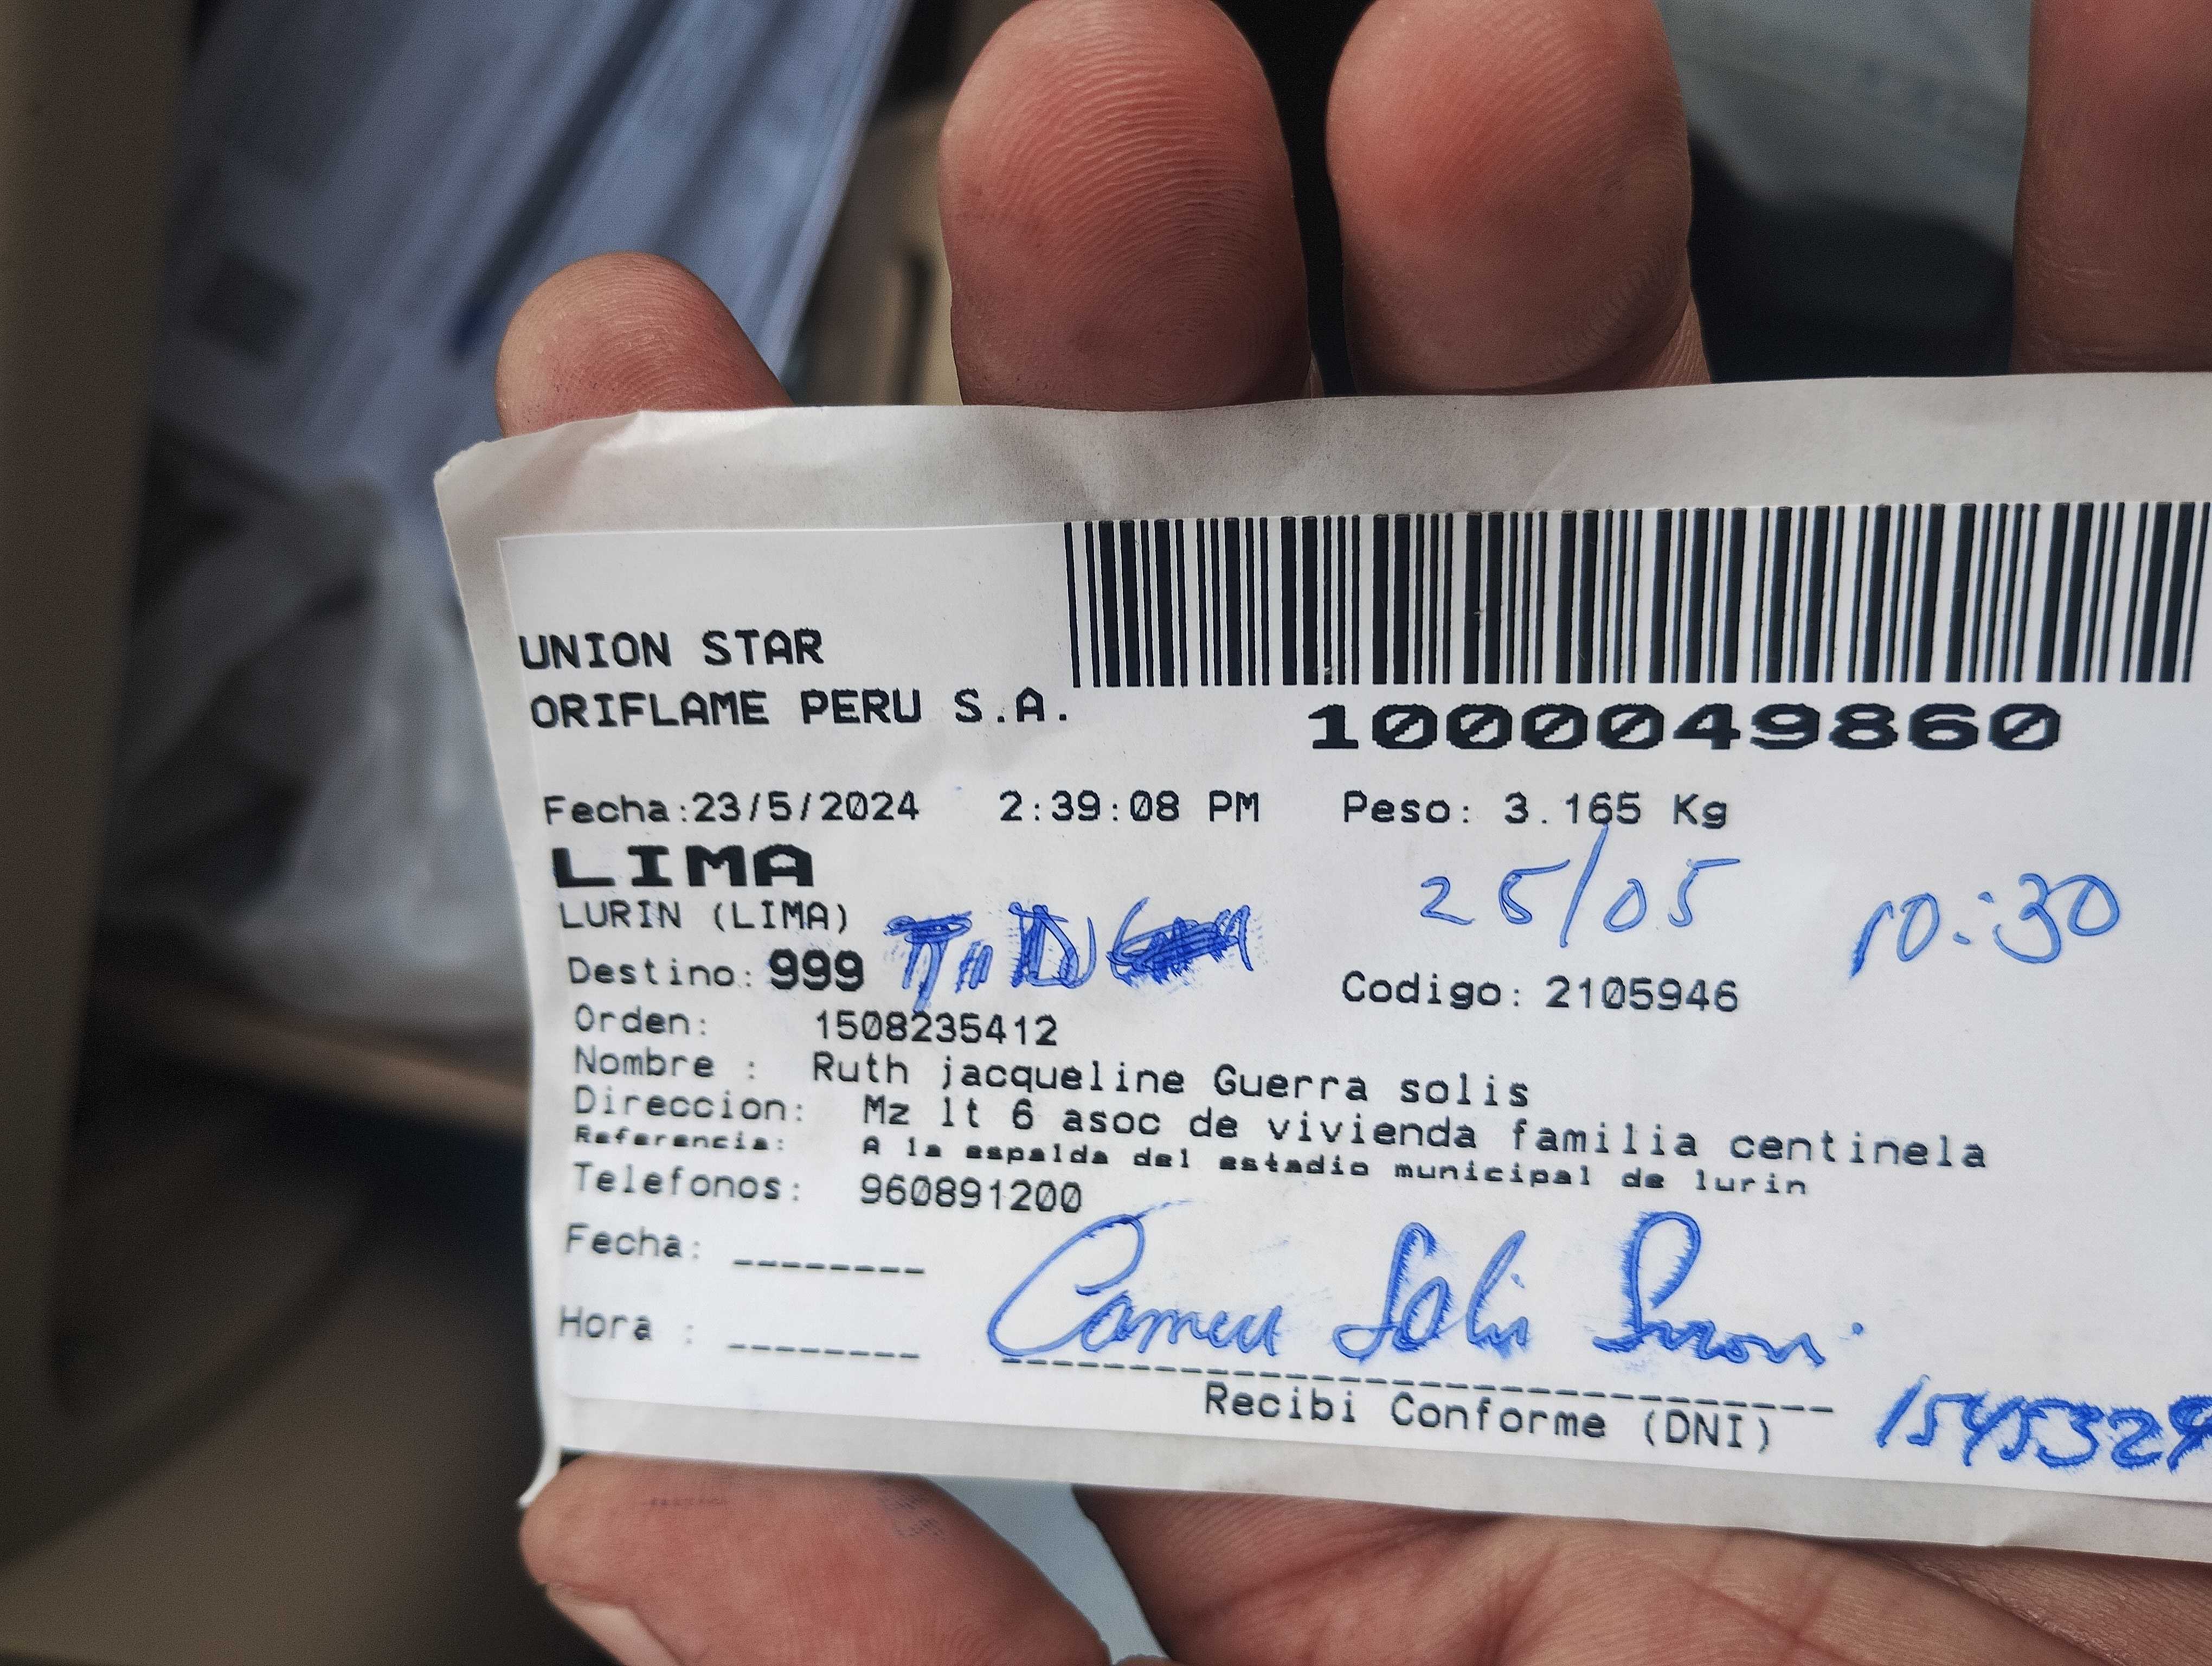 UNION STAR
ORIFLAME PERU S.A.
1000049860
Fecha:23/5/2024 2:39:08 PM Peso: 3.165 Kg
LIMA
25/05 10:30
LURIN (LIMA)
Destino: 999
Codigo: 2105946
Orden: 1508235412
Nombre : Ruth jacqueline Guerra solis
Direccion: Mz lt 6 asoc de vivienda familia centinela
Referencia: A la espalda del estadio municipal de lurin
Telefonos: 960891200
Fecha: --------
Hora : --------
Carmen Solis
Recibi Conforme (DNI)